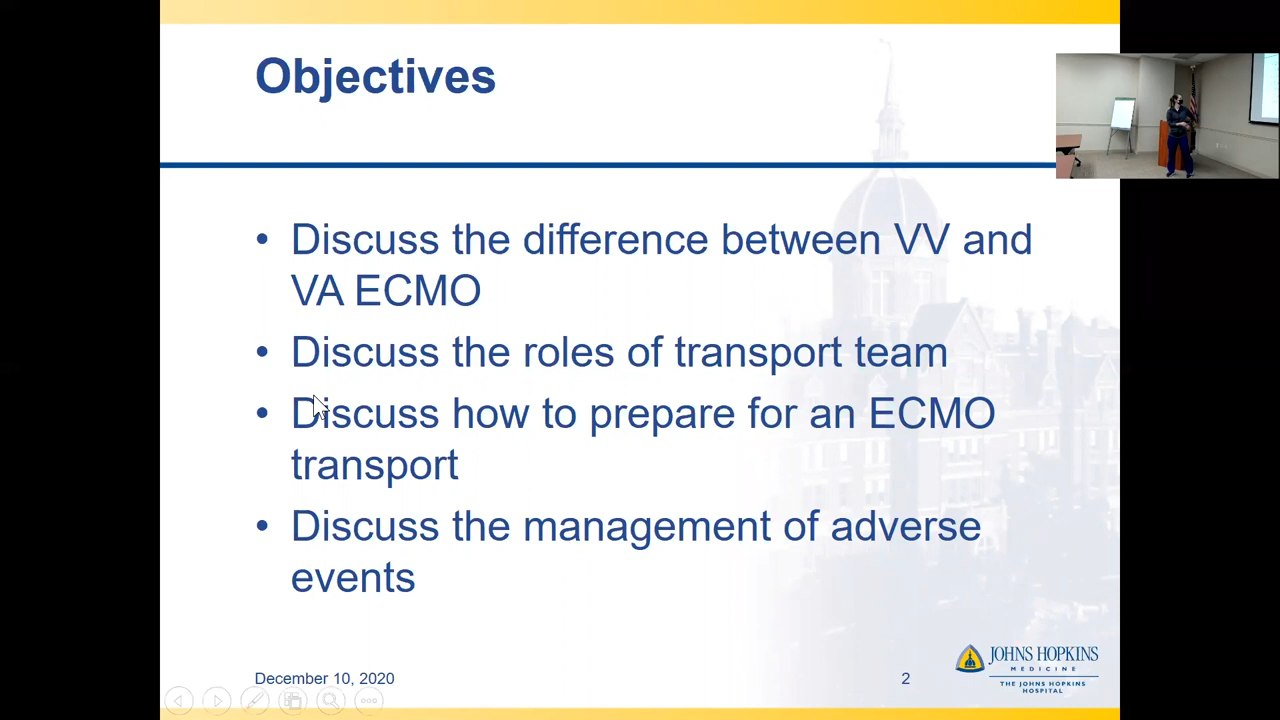 Objectives
• Discuss the difference between VV and
VA ECMO
• Discuss the roles of transport team
• Discuss how to prepare for an ECMO
transport
• Discuss the management of adverse
events
December 10, 2020
2
JOHNS HOPKINS
MEDICINE
THE JOHNS HOPKINS
HOSPITAL